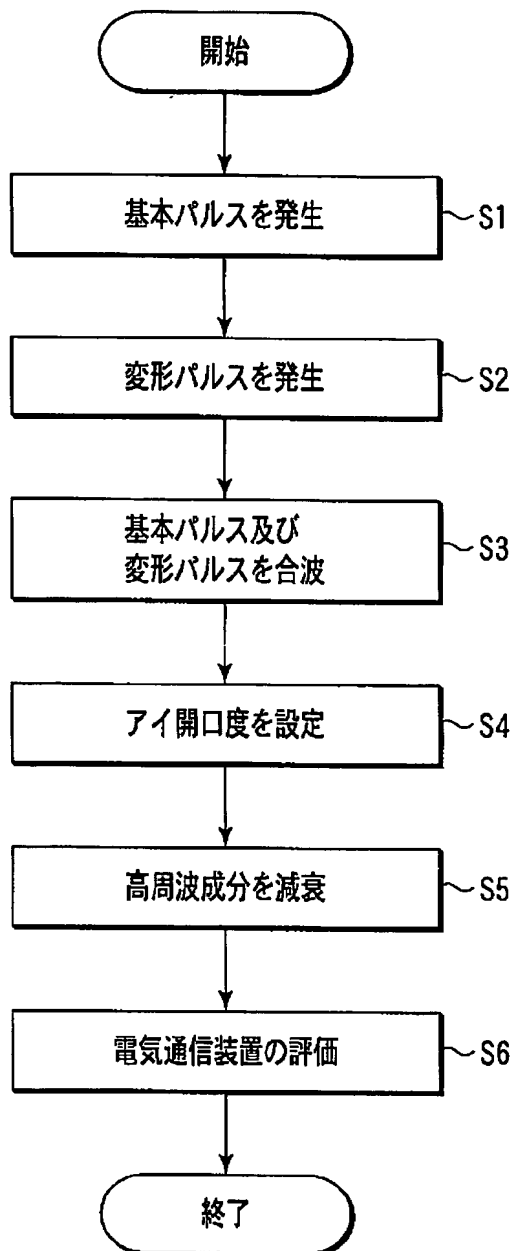 開始
基本パルスを発生 S1
変形パルスを発生 S2
基本パルス及び
変形パルスを合波 S3
アイ開口度を設定 S4
高周波成分を減衰 S5
電気通信装置の評価 S6
終了